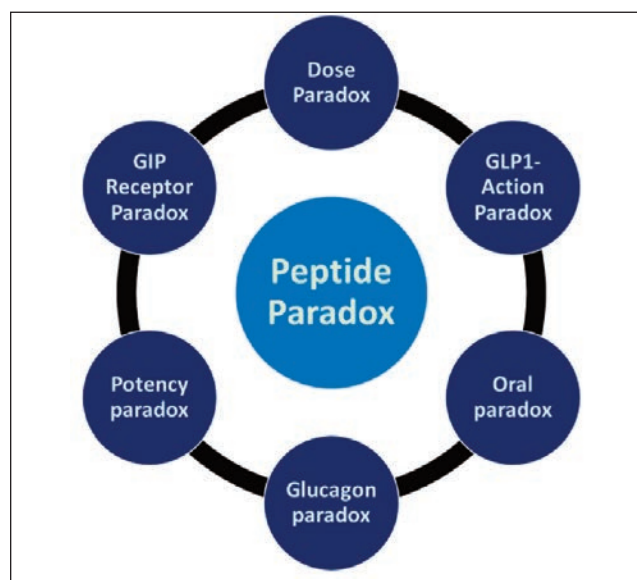 Dose
Paradox
GIP
Receptor
Paradox
GLP1-
Action
Paradox
Peptide
Paradox
Potency
paradox
Oral
paradox
Glucagon
paradox